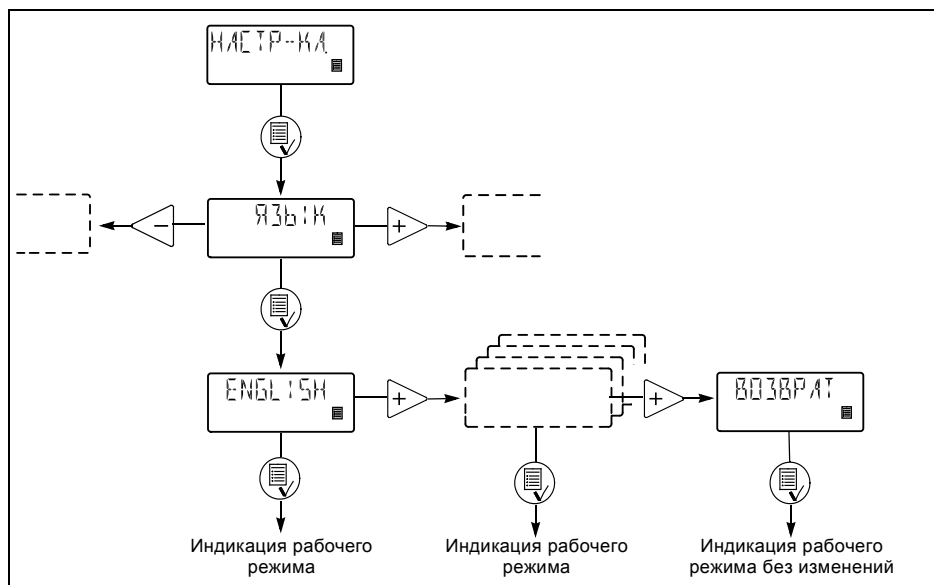 НАСТР-КА.
ЯЗЫК
ENGLISH
ВОЗВРАТ
Индикация рабочего
режима
Индикация рабочего
режима
Индикация рабочего
режима без изменений